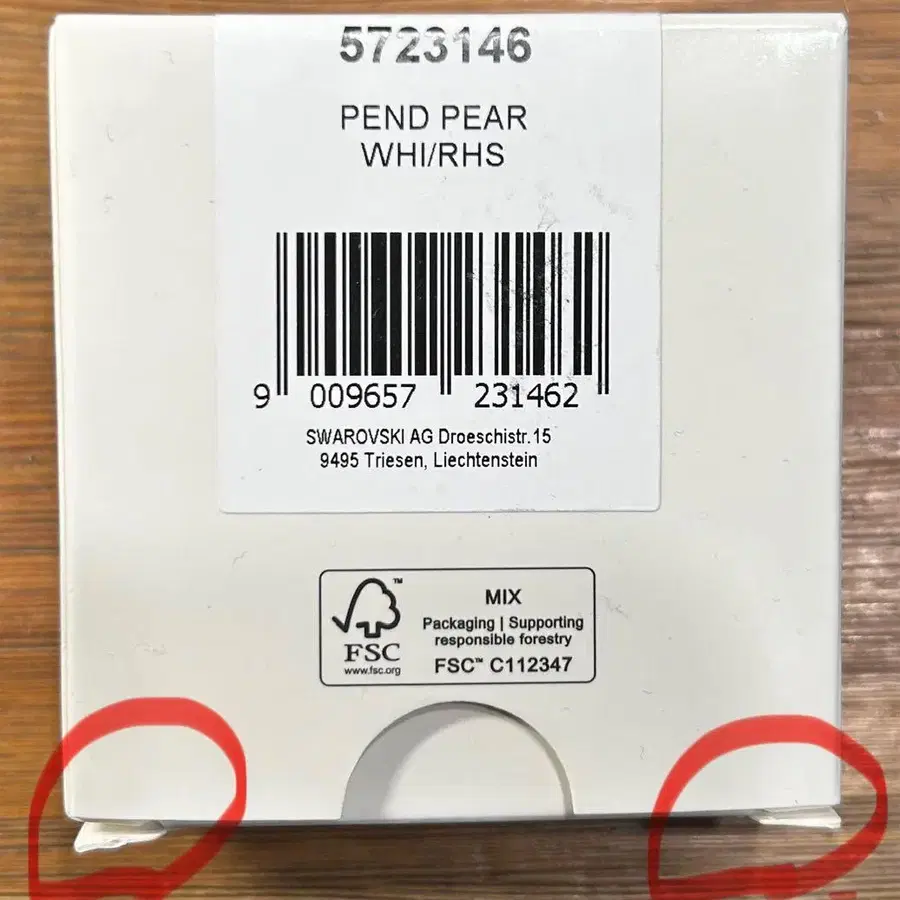 5723146
PEND PEAR
WHI/RHS
9 009657 231462
SWAROVSKI AG Droeschistr.15
9495 Triesen, Liechtenstein
FSC
www.fsc.org
MIX
Packaging | Supporting
responsible forestry
FSC™ C112347